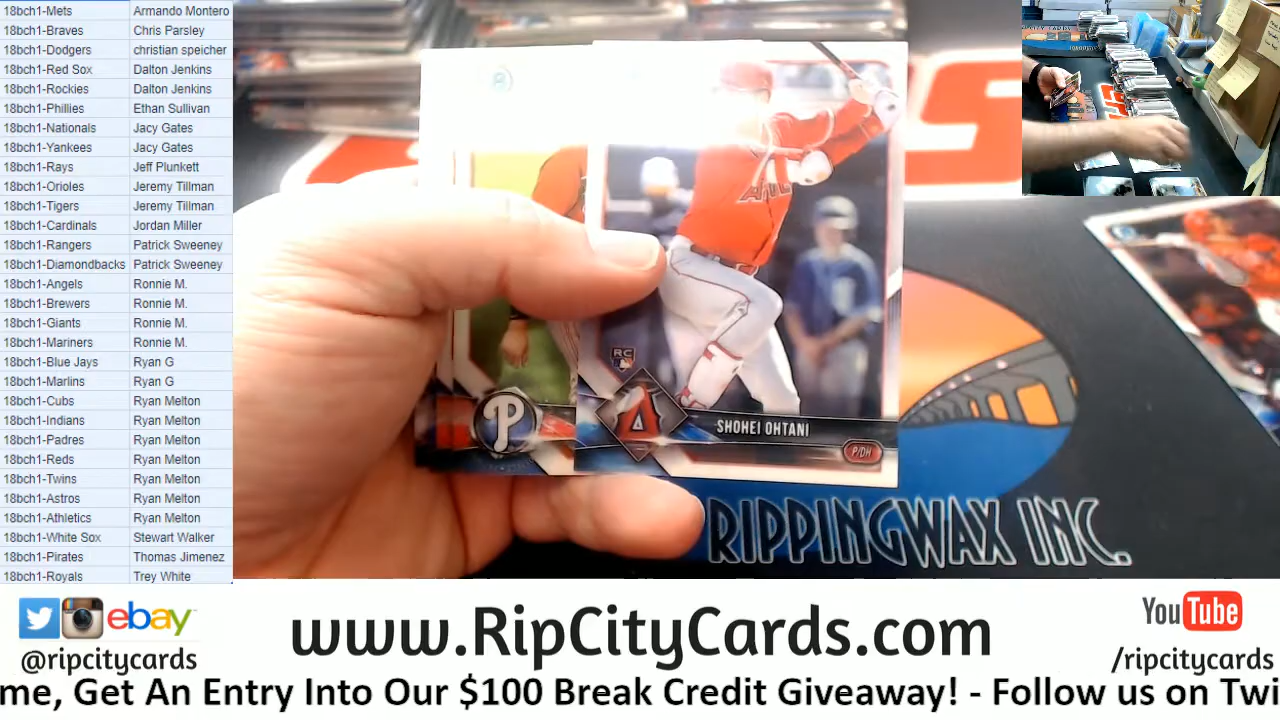 18bch1-Mets Armando Montero
18bch1-Braves Chris Parsley
18bch1-Dodgers christian speicher
18bch1-Red Sox Dalton Jenkins
18bch1-Rockies Dalton Jenkins
18bch1-Phillies Ethan Sullivan
18bch1-Nationals Jacy Gates
18bch1-Yankees Jacy Gates
18bch1-Rays Jeff Plunkett
18bch1-Orioles Jeremy Tillman
18bch1-Tigers Jeremy Tillman
18bch1-Cardinals Jordan Miller
18bch1-Rangers Patrick Sweeney
18bch1-Diamondbacks Patrick Sweeney
18bch1-Angels Ronnie M.
18bch1-Brewers Ronnie M.
18bch1-Giants Ronnie M.
18bch1-Mariners Ronnie M.
18bch1-Blue Jays Ryan G
18bch1-Marlins Ryan G
18bch1-Cubs Ryan Melton
18bch1-Indians Ryan Melton
18bch1-Padres Ryan Melton
18bch1-Reds Ryan Melton
18bch1-Twins Ryan Melton
18bch1-Astros Ryan Melton
18bch1-Athletics Ryan Melton
18bch1-White Sox Stewart Walker
18bch1-Pirates Thomas Jimenez
18bch1-Royals Trey White
RC
P
A
SHOHEI OHTANI
P/DH
RIPPINGWAX INC.
ebay
@ripcitycards
www.RipCityCards.com
YouTube
/ripcitycards
me, Get An Entry Into Our $100 Break Credit Giveaway! - Follow us on Twi